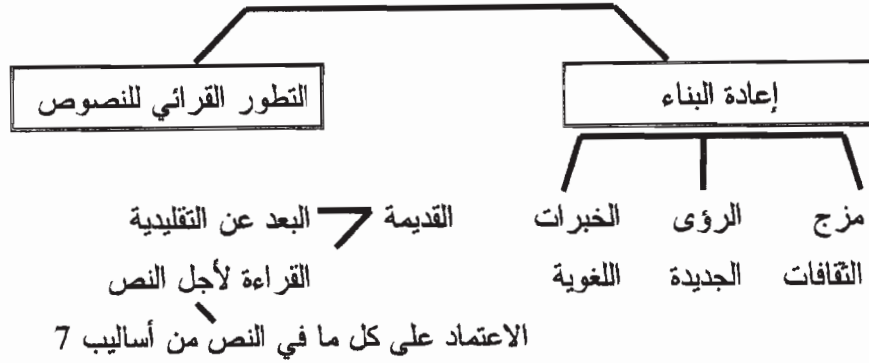 إعادة البناء
التطور القرائي للنصوص
مزج الثقافات
الرؤى الجديدة
الخبرات اللغوية
القديمة
البعد عن التقليدية
القراءة لأجل النص
الاعتماد على كل ما في النص من أساليب 7